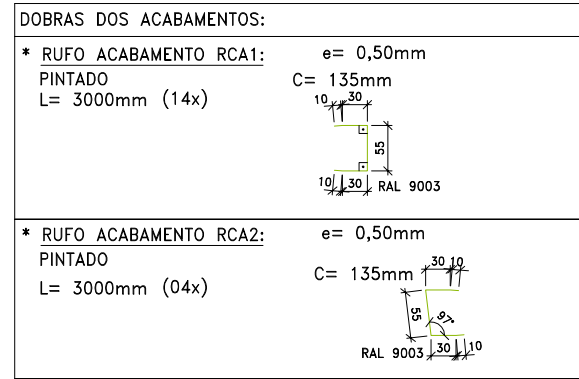 DOBRAS DOS ACABAMENTOS:
* RUFO ACABAMENTO RCA1: e= 0,50mm
PINTADO C= 135mm
L= 3000mm (14x)
10 30
55
10 30 RAL 9003
* RUFO ACABAMENTO RCA2: e= 0,50mm
PINTADO
C= 135mm 30 10
L= 3000mm (04x)
55 97°
RAL 9003 30 10